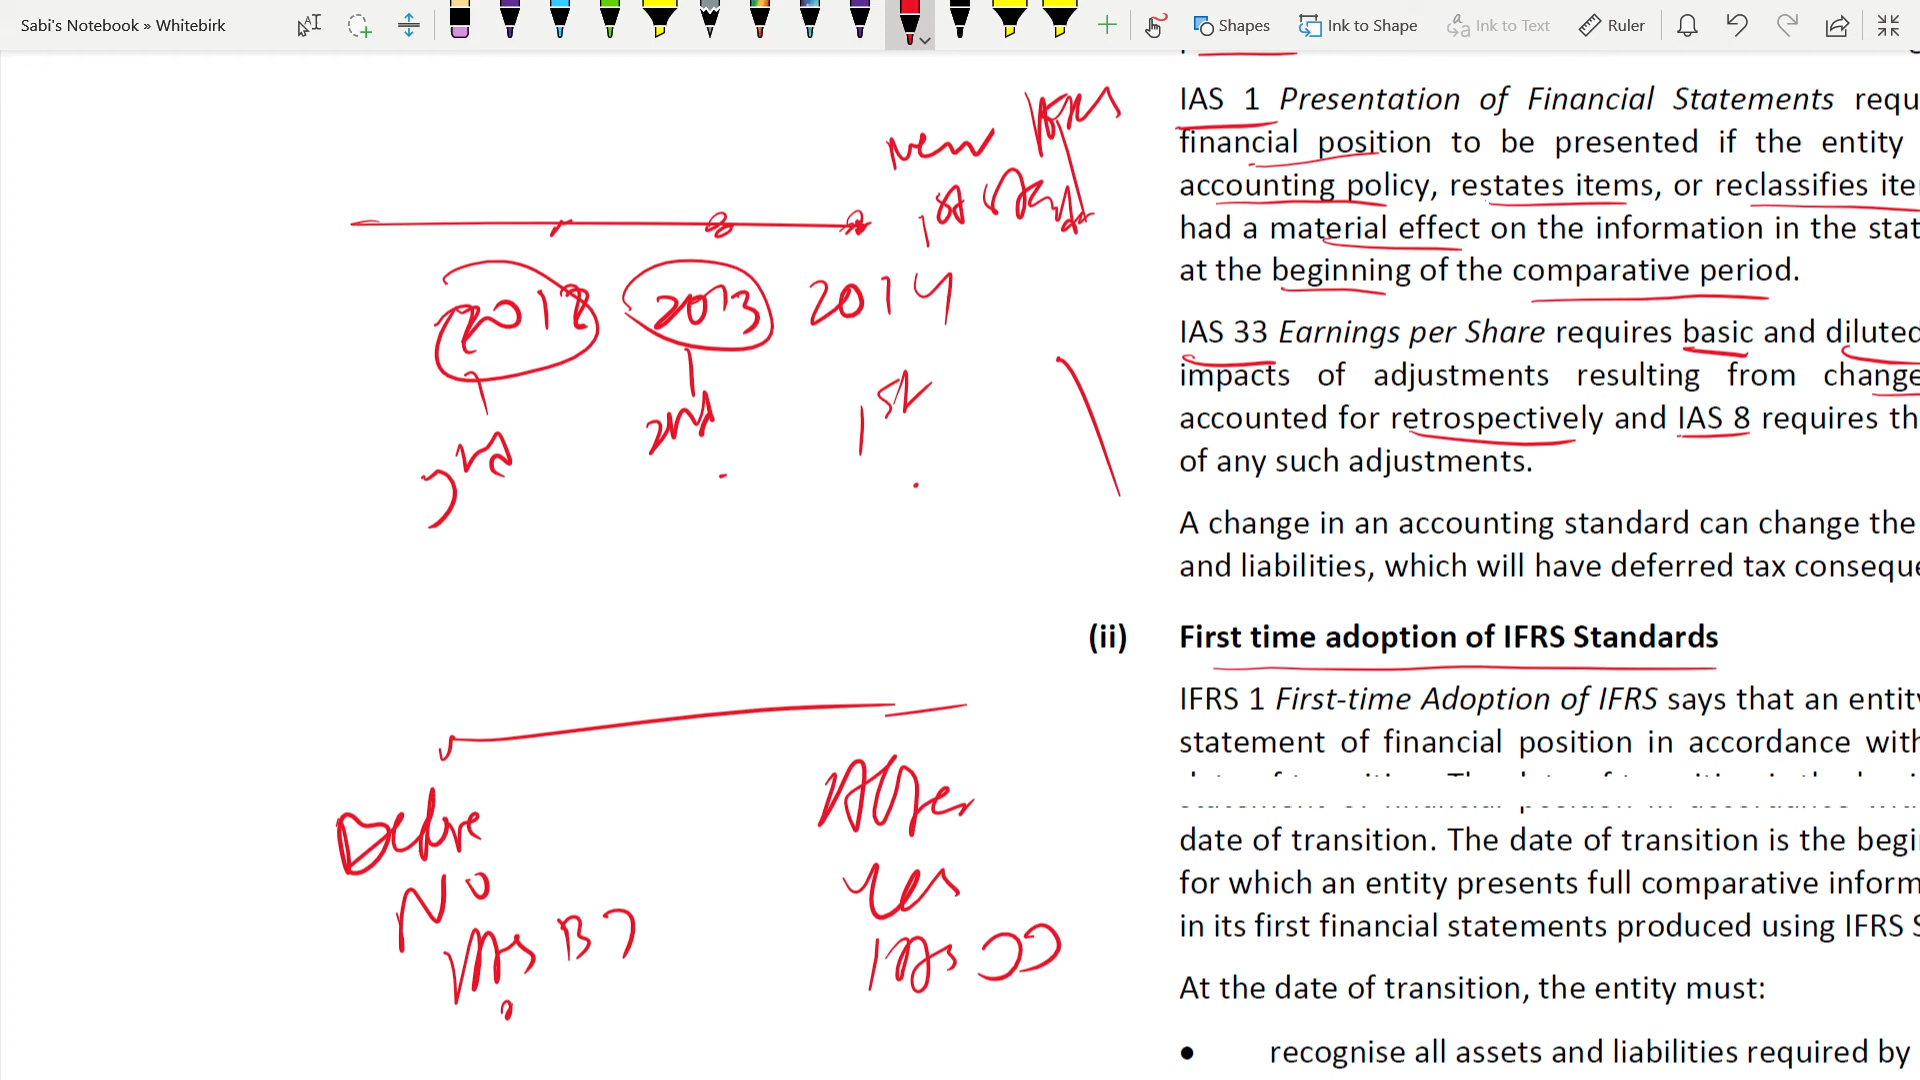 Sabi's Notebook » Whitebirk
Shapes
Ink to Shape
Ink to Text
Ruler
New IFRS
1st
2012 2013 2014
3rd 2nd 1st
Before After
No Yes
IAS 33
IAS 1 Presentation of Financial Statements requ
financial position to be presented if the entity
accounting policy, restates items, or reclassifies ite
had a material effect on the information in the stat
at the beginning of the comparative period.
IAS 33 Earnings per Share requires basic and diluted
impacts of adjustments resulting from change
accounted for retrospectively and IAS 8 requires th
of any such adjustments.
A change in an accounting standard can change the
and liabilities, which will have deferred tax conseque
(ii) First time adoption of IFRS Standards
IFRS 1 First-time Adoption of IFRS says that an entity
statement of financial position in accordance with
date of transition. The date of transition is the begi
for which an entity presents full comparative inform
in its first financial statements produced using IFRS S
At the date of transition, the entity must:
• recognise all assets and liabilities required by